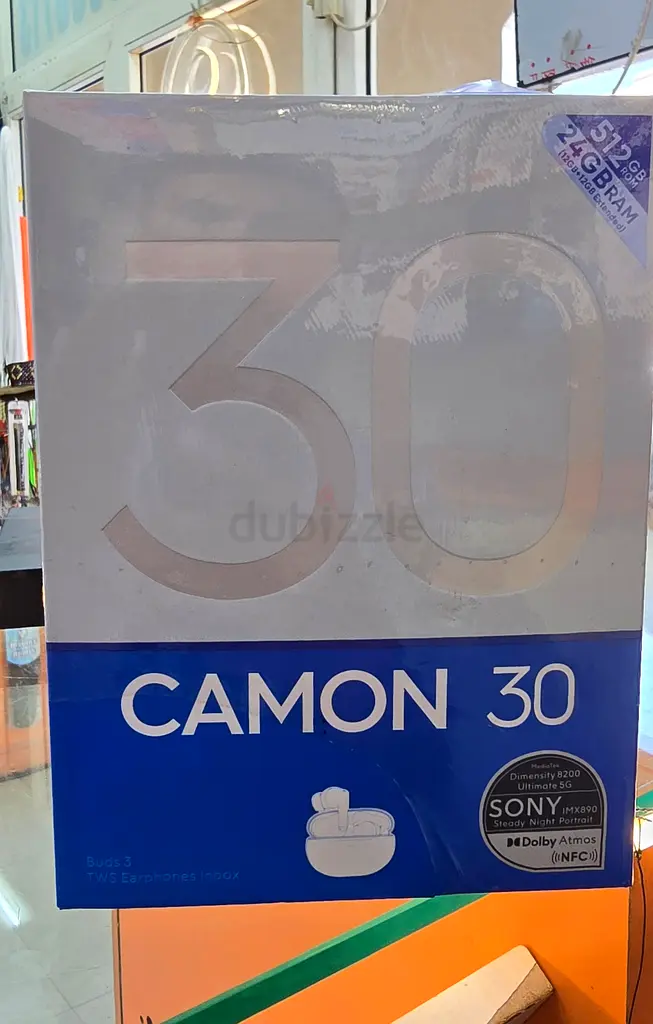 512GB
ROM
24GB RAM
(12GB+12GB Extended)
30
dubizzle
CAMON 30
MediaTek
Dimensity 8200
Ultimate 5G
SONY IMX890
Steady Night Portrait
Dolby Atmos
NFC
Buds 3
TWS Earphones Inbox